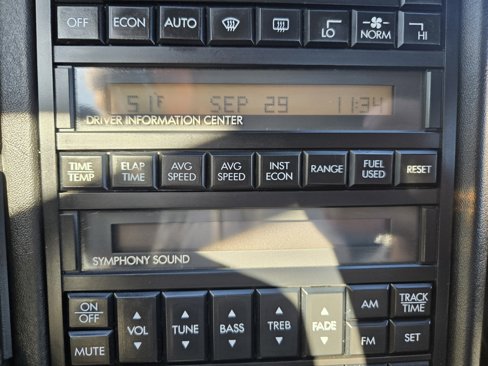 OFF ECON AUTO LO NORM HI
51F SEP 29 11:34
DRIVER INFORMATION CENTER
TIME TEMP ELAP TIME AVG SPEED AVG SPEED INST ECON RANGE FUEL USED RESET
SYMPHONY SOUND
ON OFF VOL TUNE BASS TREB FADE AM TRACK TIME
MUTE FM SET